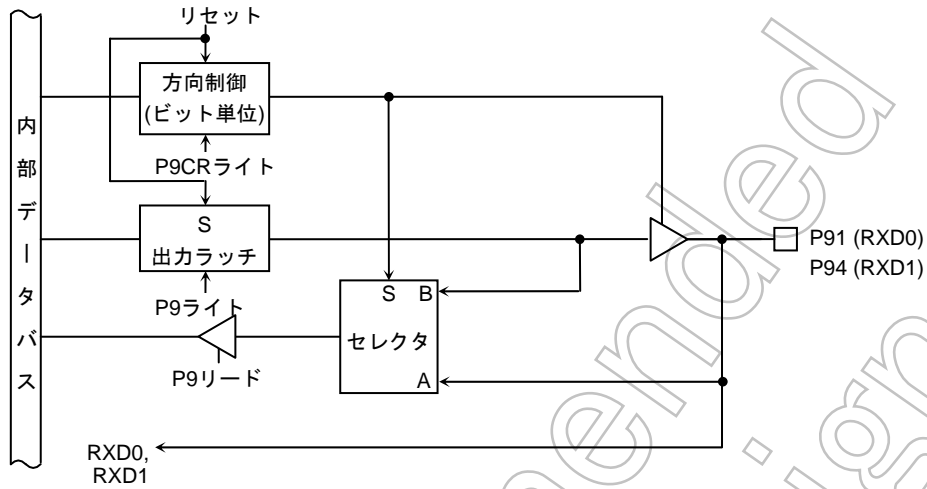 リセット
方向制御
(ビット単位)
P9CRライト
内部データバス
S
出力ラッチ
P91 (RXD0)
P94 (RXD1)
P9ライト
S B
セレクタ
A
P9リード
RXD0,
RXD1
ended
sign